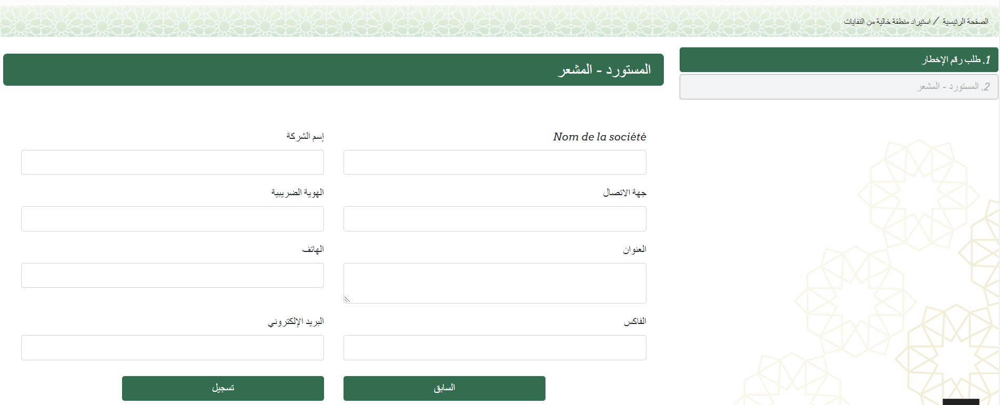 الصفحة الرئيسية / استيراد منطقة خالية من النفايات
1. طلب رقم الإخطار
2. المستورد - المشعر
المستورد - المشعر
Nom de la société
إسم الشركة
جهة الاتصال
الهوية الضريبية
العنوان
الهاتف
الفاكس
البريد الإلكتروني
السابق
تسجيل